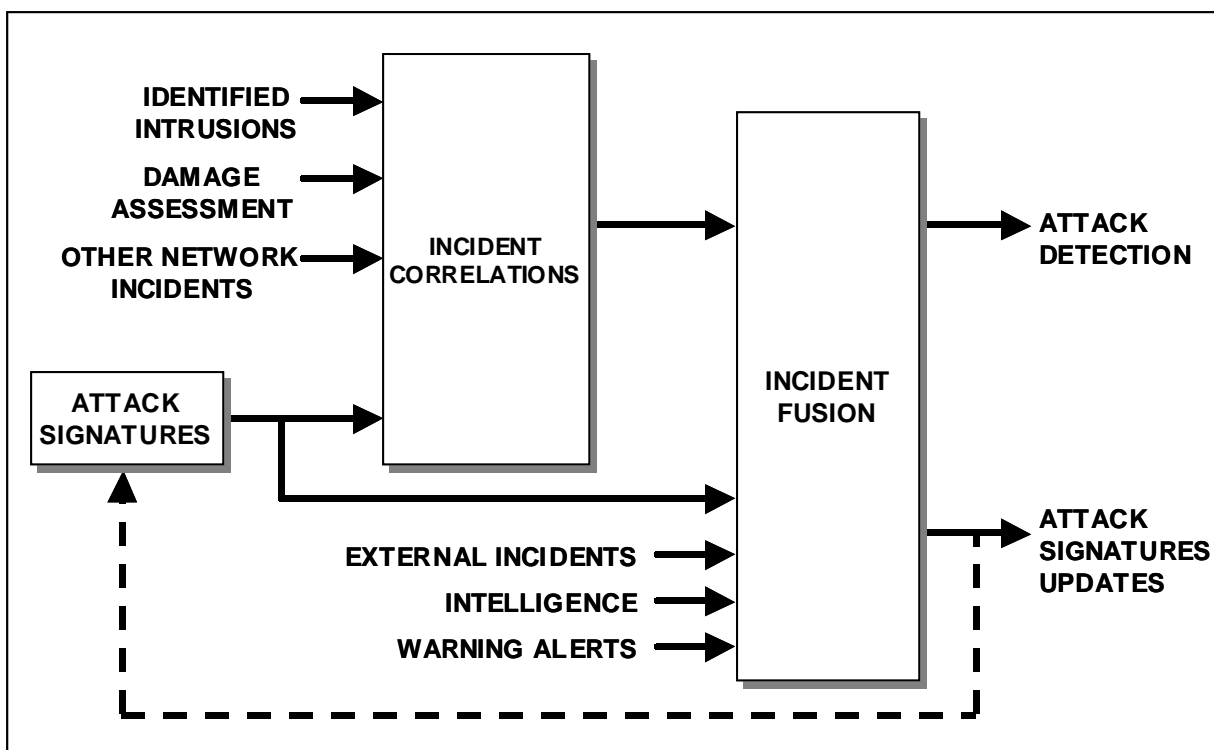 IDENTIFIED
INTRUSIONS
DAMAGE
ASSESSMENT
OTHER NETWORK
INCIDENTS
INCIDENT
CORRELATIONS
ATTACK
DETECTION
ATTACK
SIGNATURES
INCIDENT
FUSION
EXTERNAL INCIDENTS
INTELLIGENCE
WARNING ALERTS
ATTACK
SIGNATURES
UPDATES